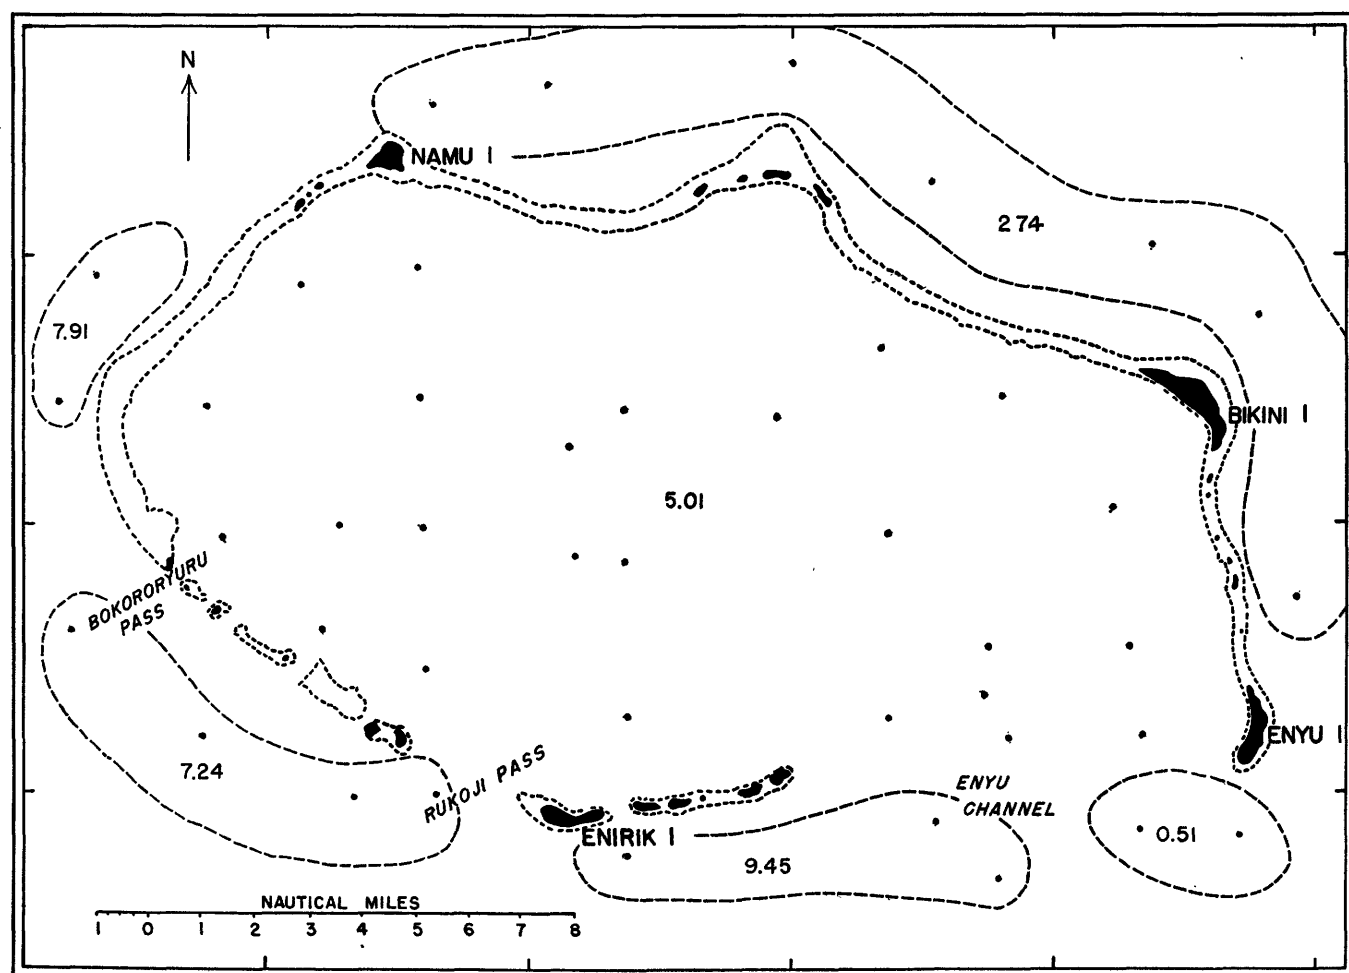 N
NAMU I
2 74
7.91
BIKINI I
5.01
BOKORORYURU
PASS
ENYU I
7.24
RUKOJI PASS
ENYU
CHANNEL
ENIRIK I
9.45
0.51
NAUTICAL MILES
1 0 1 2 3 4 5 6 7 8